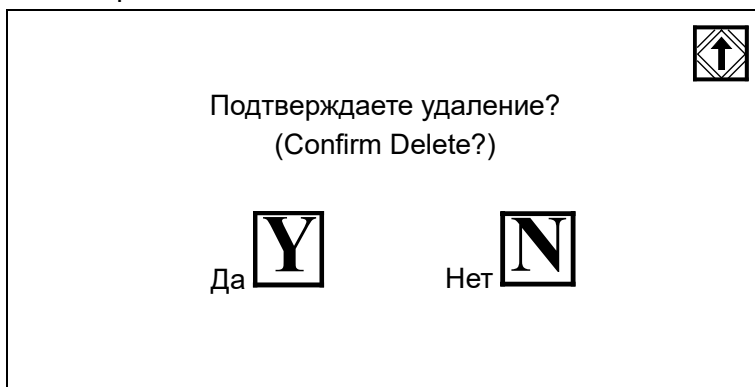 Подтверждаете удаление?
(Confirm Delete?)
Да Y Нет N